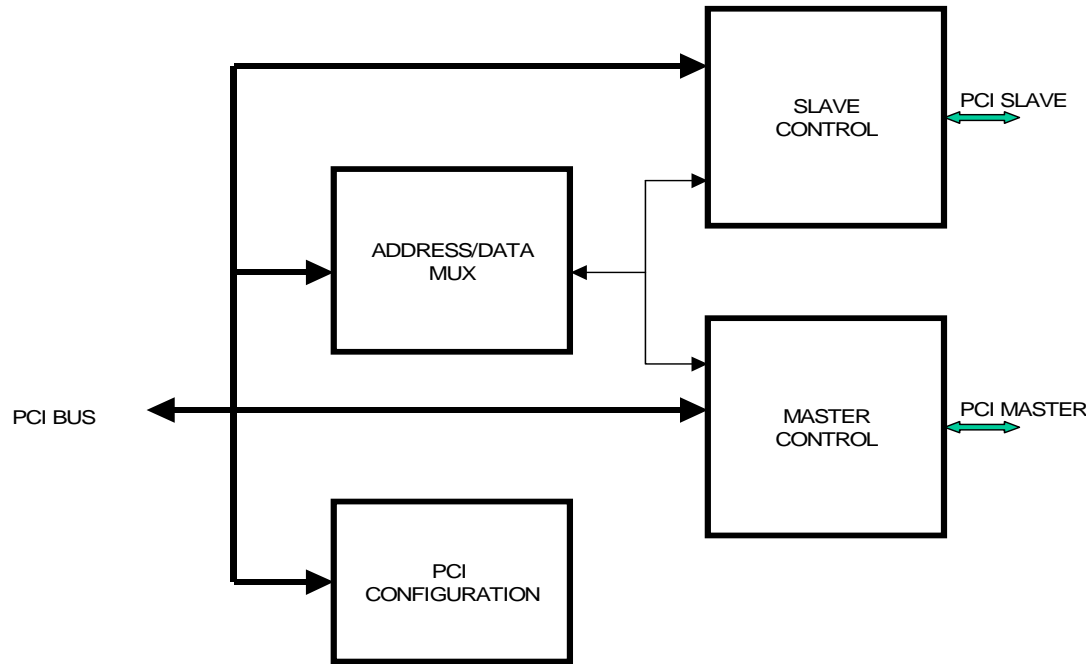 SLAVE
CONTROL
PCI SLAVE
ADDRESS/DATA
MUX
PCI BUS
MASTER
CONTROL
PCI MASTER
PCI
CONFIGURATION